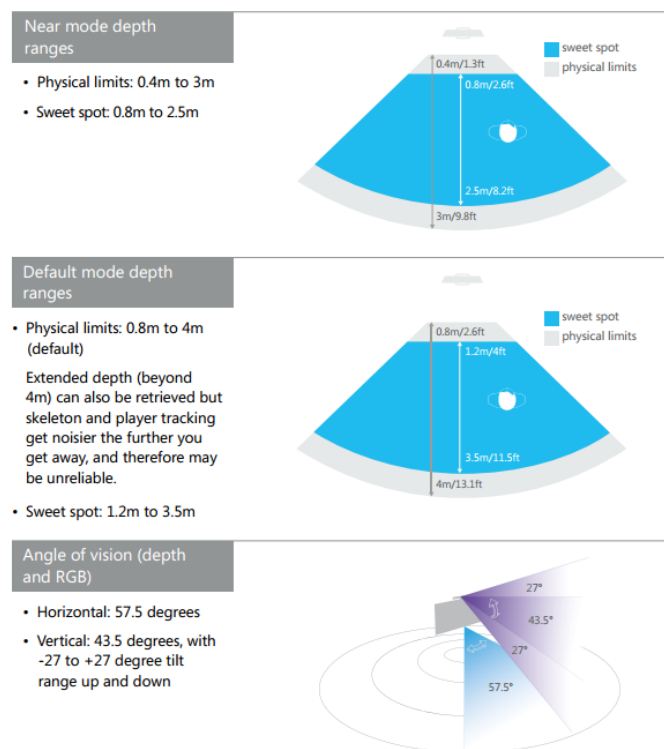 Near mode depth
ranges
• Physical limits: 0.4m to 3m
• Sweet spot: 0.8m to 2.5m
sweet spot
physical limits
0.4m/1.3ft
0.8m/2.6ft
2.5m/8.2ft
3m/9.8ft
Default mode depth
ranges
• Physical limits: 0.8m to 4m
(default)
Extended depth (beyond
4m) can also be retrieved but
skeleton and player tracking
get noisier the further you
get away, and therefore may
be unreliable.
• Sweet spot: 1.2m to 3.5m
sweet spot
physical limits
0.8m/2.6ft
1.2m/4ft
3.5m/11.5ft
4m/13.1ft
Angle of vision (depth
and RGB)
• Horizontal: 57.5 degrees
• Vertical: 43.5 degrees, with
-27 to +27 degree tilt
range up and down
27°
43.5°
27°
57.5°